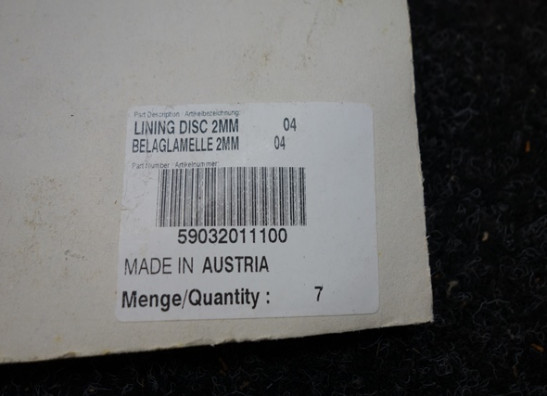 Part Description / Artikelbezeichnung:
LINING DISC 2MM 04
BELAGLAMELLE 2MM 04
Part Number / Artikelnummer:
59032011100
MADE IN AUSTRIA
Menge/Quantity : 7